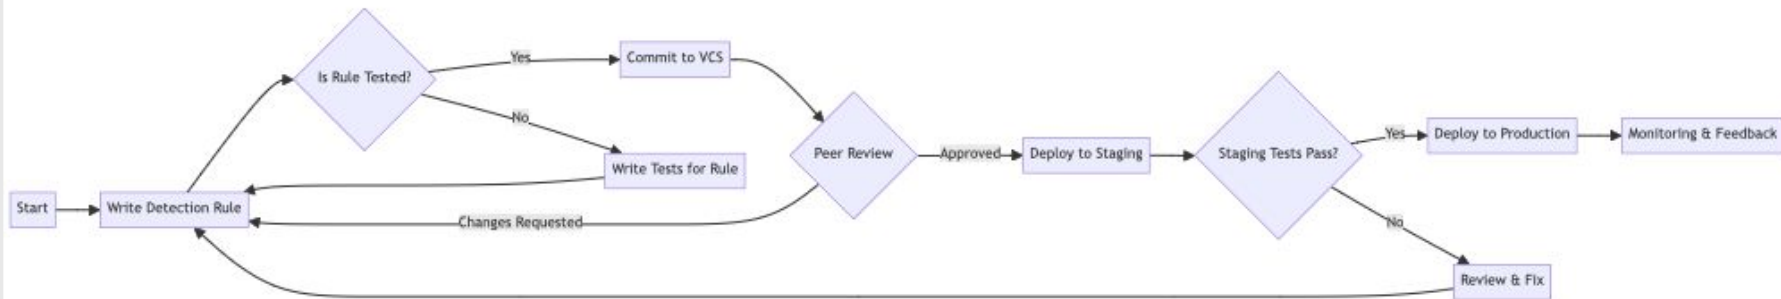 Start
Write Detection Rule
Is Rule Tested?
Yes
Commit to VCS
No
Write Tests for Rule
Peer Review
Changes Requested
Approved
Deploy to Staging
Staging Tests Pass?
Yes
Deploy to Production
Monitoring & Feedback
No
Review & Fix